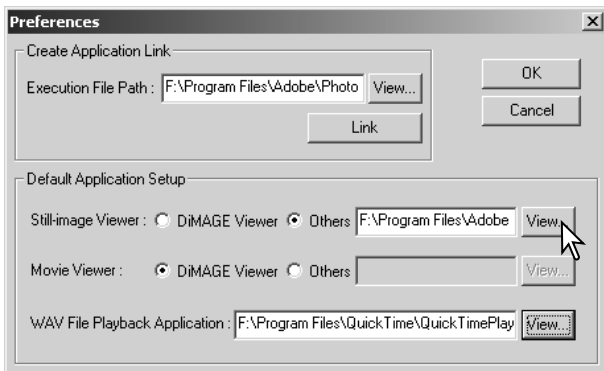 Preferences
Create Application Link
Execution File Path : F:\Program Files\Adobe\Photo View... OK
Link Cancel
Default Application Setup
Still-image Viewer : DiMAGE Viewer Others F:\Program Files\Adobe View...
Movie Viewer : DiMAGE Viewer Others View...
WAV File Playback Application : F:\Program Files\QuickTime\QuickTimePlay View...